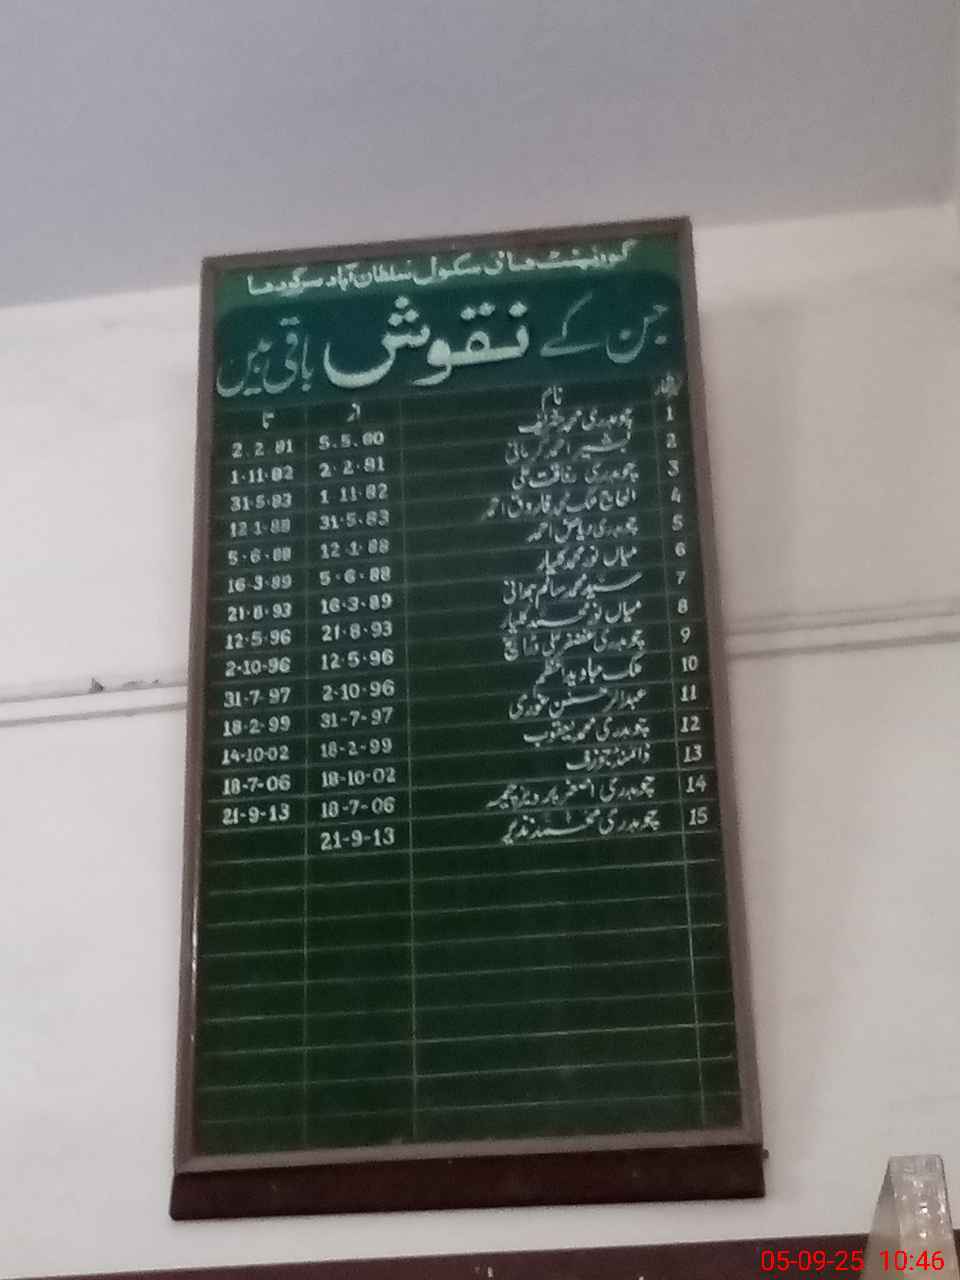 گورنمنٹ ہائی سکول سلطان آباد سرگودھا
جن کے نقوش باقی ہیں
نام از تا
1 چوہدری محمد شریف 5.5.80 2.2.81
2 بشیر احمد 2.2.81 1-11-82
3 چوہدری رفاقت علی 1 11-82 31-5-83
4 الحاج ملک محمد فاروق احمد 31-5-83 12-1-88
5 چوہدری ریاض احمد 12-1-88 5-6-88
6 میاں نور محمد کلیار 5-6-88 16-3-89
7 سید محمد سالم ہمدانی 16-3-89 21-8-93
8 میاں نور محمد کلیار 21-8-93 12-5-96
9 چوہدری غضنفر علی وڑائچ 12-5-96 2-10-96
10 ملک جاوید اعظم 2-10-96 31-7-97
11 عبدالرحمٰن غوری 31-7-97 18-2-99
12 چوہدری محمد یعقوب 18-2-99 14-10-02
13 ڈائمنڈ جوزف 18-10-02 18-7-06
14 چوہدری اصغر پرویز چیمہ 18-7-06 21-9-13
15 چوہدری محمد نذیر 21-9-13
05-09-25 10:46